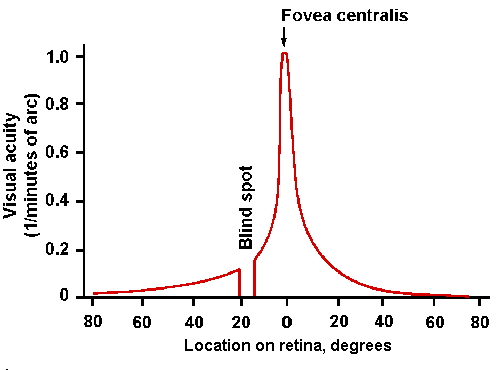 Fovea centralis
1.0
0.8
0.6
0.4
0.2
0
Visual acuity
(1/minutes of arc)
Blind spot
80 60 40 20 0 20 40 60 80
Location on retina, degrees